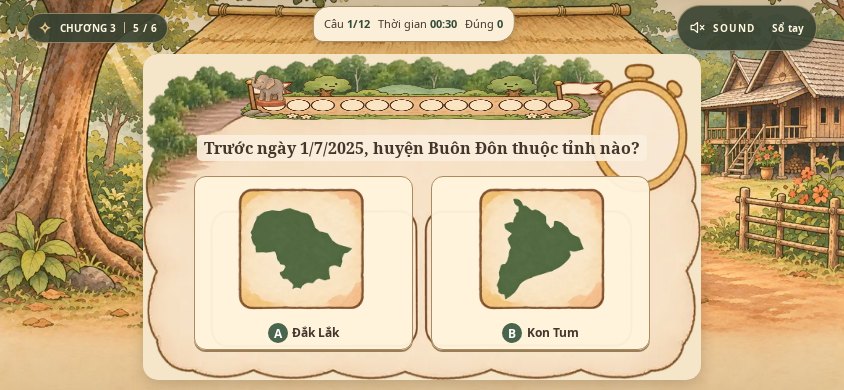 CHƯƠNG 3 | 5 / 6
Câu 1/12 Thời gian 00:30 Đúng 0
SOUND Sổ tay
Trước ngày 1/7/2025, huyện Buôn Đôn thuộc tỉnh nào?
A Đắk Lắk
B Kon Tum